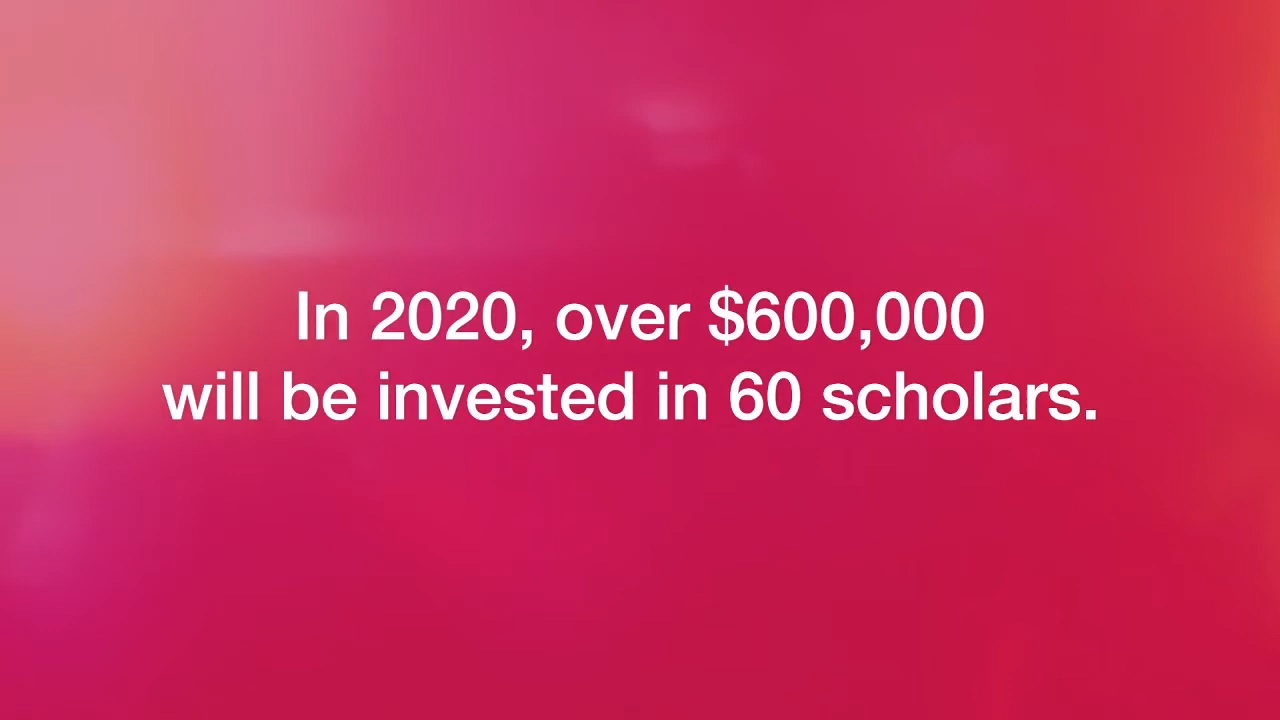 In 2020, over $600,000
will be invested in 60 scholars.